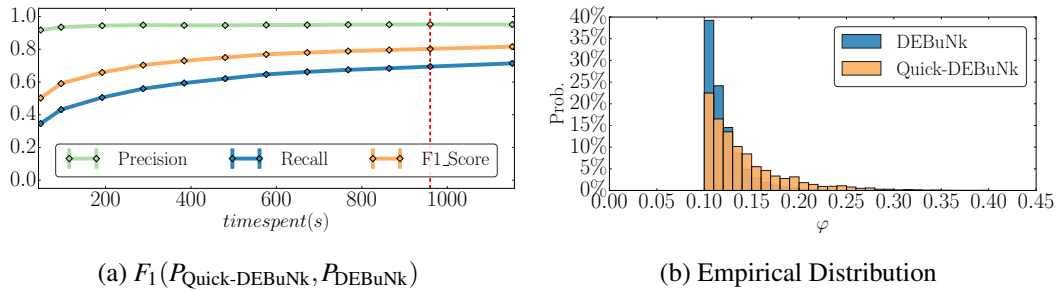 1.0
0.8
0.6
0.4
0.2
0.0
Precision Recall F1_Score
200 400 600 800 1000
timespent(s)
(a) F1(PQuick-DEBuNk, PDEBuNk)
40%
35%
30%
25%
20%
15%
10%
5%
0%
Prob.
DEBuNk
Quick-DEBuNk
0.00 0.05 0.10 0.15 0.20 0.25 0.30 0.35 0.40 0.45
φ
(b) Empirical Distribution